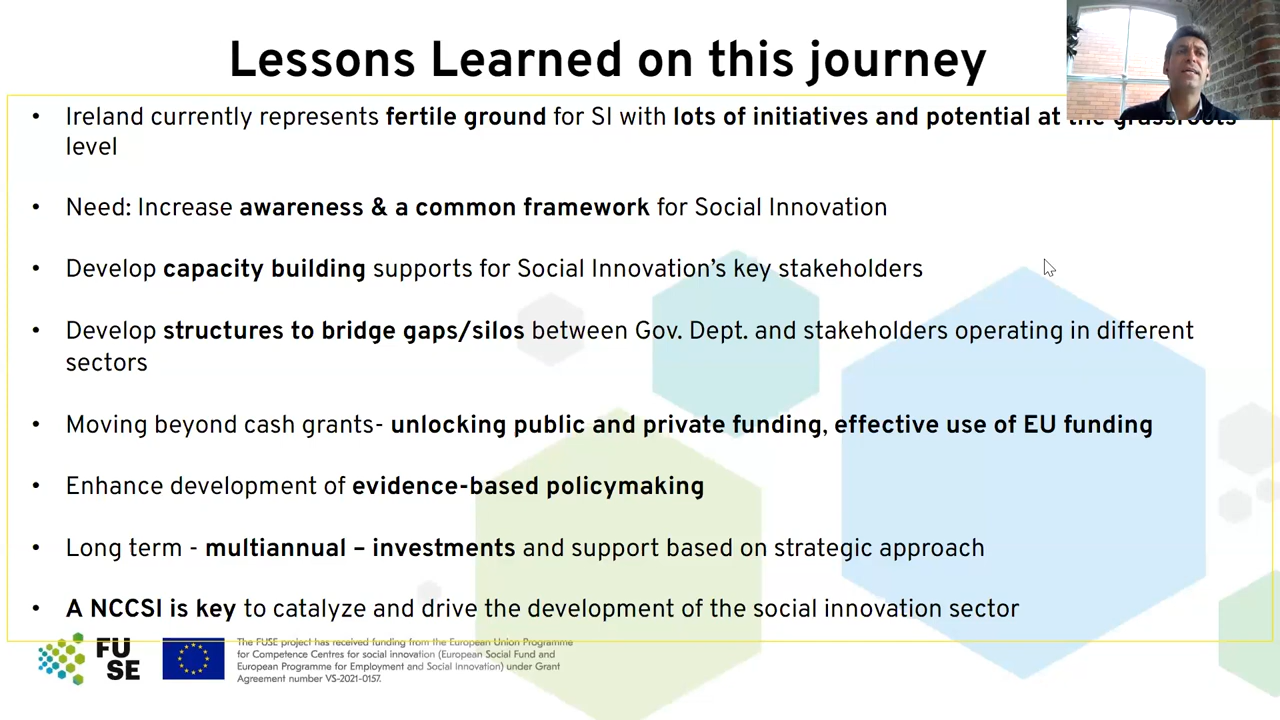 Lessons Learned on this journey
• Ireland currently represents fertile ground for SI with lots of initiatives and potential at the grassroots
level
• Need: Increase awareness & a common framework for Social Innovation
• Develop capacity building supports for Social Innovation's key stakeholders
• Develop structures to bridge gaps/silos between Gov. Dept. and stakeholders operating in different
sectors
• Moving beyond cash grants- unlocking public and private funding, effective use of EU funding
• Enhance development of evidence-based policymaking
• Long term - multiannual – investments and support based on strategic approach
• A NCCSI is key to catalyze and drive the development of the social innovation sector
FU
SE
The FUSE project has received funding from the European Union Programme
for Competence Centres for social innovation (European Social Fund and
European Programme for Employment and Social Innovation) under Grant
Agreement number VS-2021-0157.